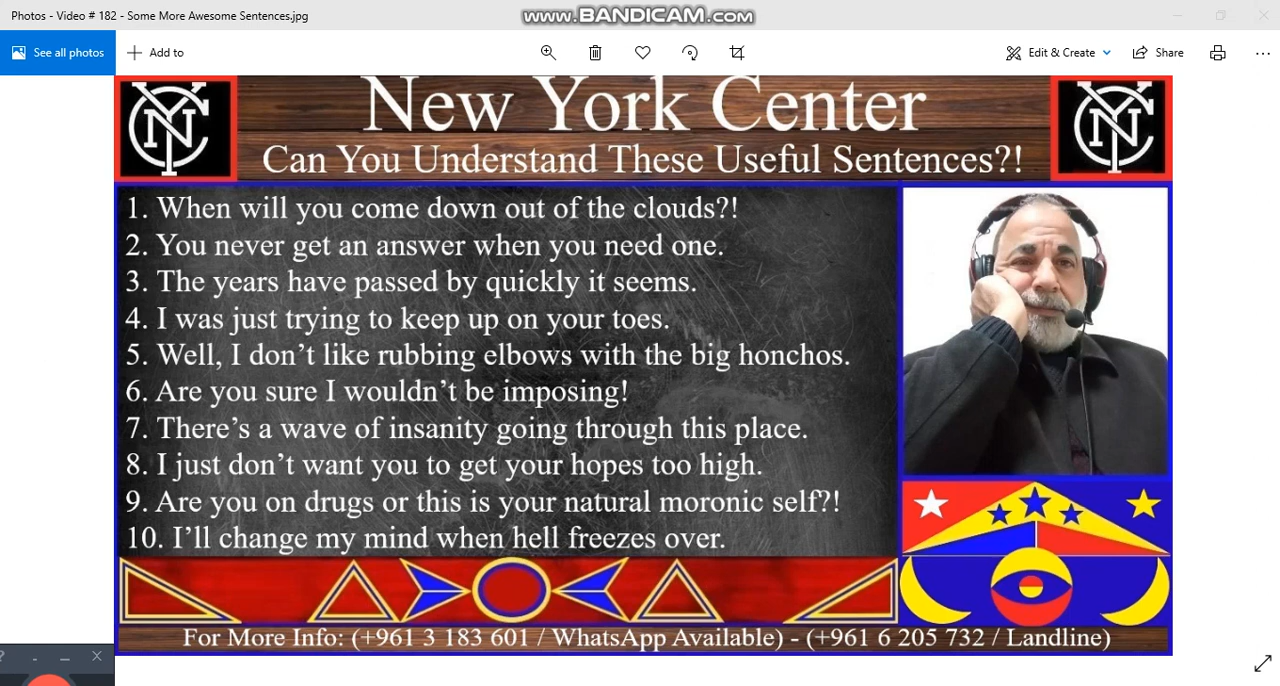 Photos - Video # 182 - Some More Awesome Sentences.jpg
www.BANDICAM.com
See all photos
Add to
Edit & Create
Share
New York Center
Can You Understand These Useful Sentences?!
NYC
NYC
1. When will you come down out of the clouds?!
2. You never get an answer when you need one.
3. The years have passed by quickly it seems.
4. I was just trying to keep up on your toes.
5. Well, I don’t like rubbing elbows with the big honchos.
6. Are you sure I wouldn’t be imposing!
7. There’s a wave of insanity going through this place.
8. I just don’t want you to get your hopes too high.
9. Are you on drugs or this is your natural moronic self?!
10. I’ll change my mind when hell freezes over.
For More Info: (+961 3 183 601 / WhatsApp Available) - (+961 6 205 732 / Landline)